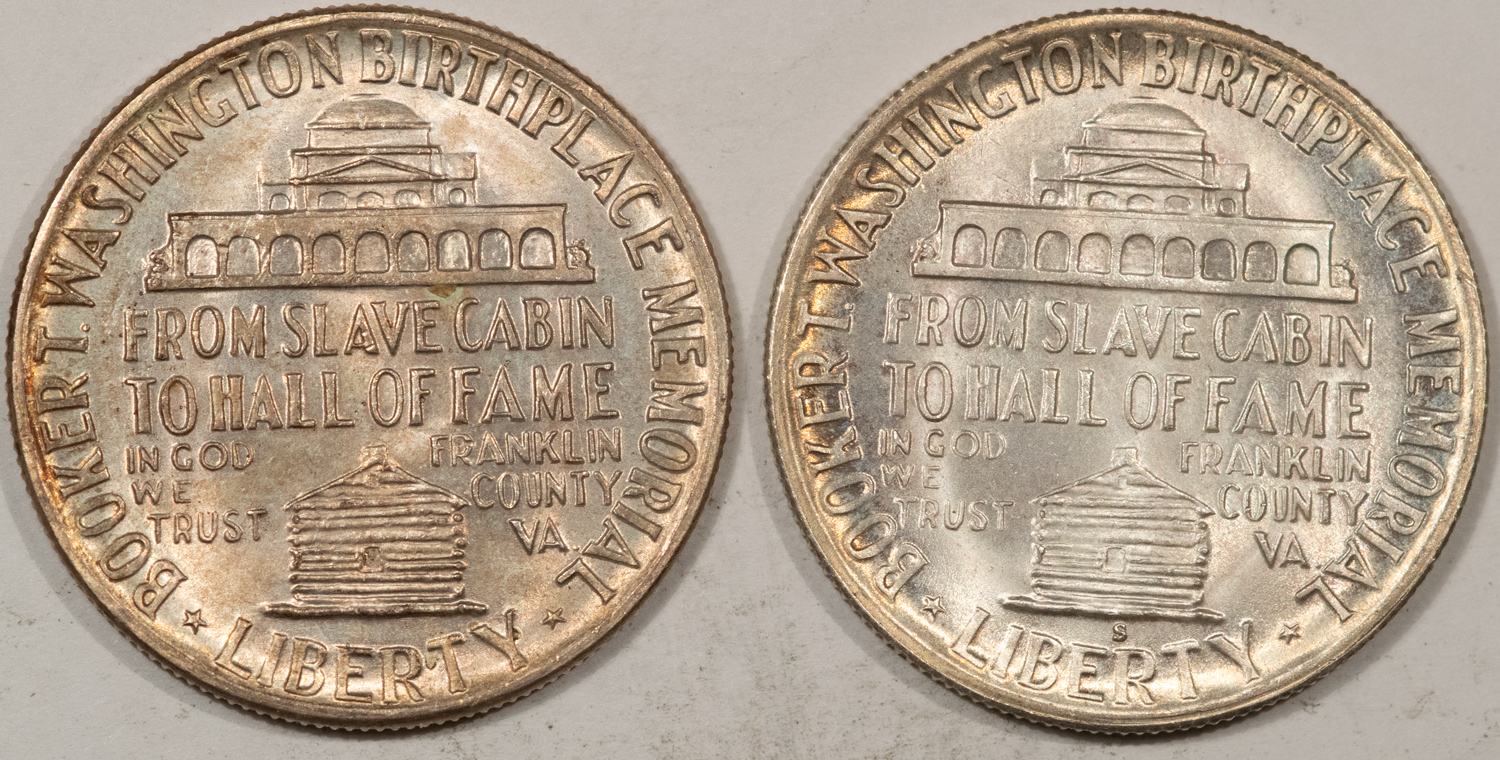 BOOKER T. WASHINGTON BIRTHPLACE MEMORIAL
FROM SLAVE CABIN
TO HALL OF FAME
IN GOD
WE
TRUST
FRANKLIN
COUNTY
VA.
LIBERTY
BOOKER T. WASHINGTON BIRTHPLACE MEMORIAL
FROM SLAVE CABIN
TO HALL OF FAME
IN GOD
WE
TRUST
FRANKLIN
COUNTY
VA.
S
LIBERTY